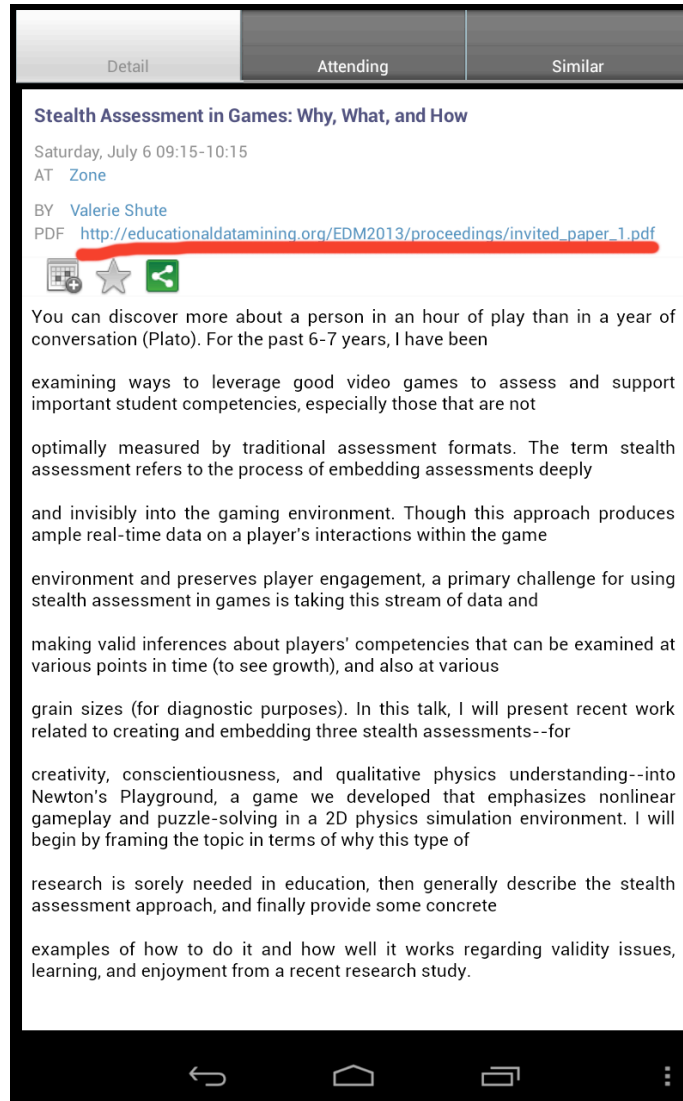 Detail
Attending
Similar
Stealth Assessment in Games: Why, What, and How
Saturday, July 6 09:15-10:15
AT Zone
BY Valerie Shute
PDF http://educationaldatamining.org/EDM2013/proceedings/invited_paper_1.pdf
You can discover more about a person in an hour of play than in a year of
conversation (Plato). For the past 6-7 years, I have been
examining ways to leverage good video games to assess and support
important student competencies, especially those that are not
optimally measured by traditional assessment formats. The term stealth
assessment refers to the process of embedding assessments deeply
and invisibly into the gaming environment. Though this approach produces
ample real-time data on a player's interactions within the game
environment and preserves player engagement, a primary challenge for using
stealth assessment in games is taking this stream of data and
making valid inferences about players' competencies that can be examined at
various points in time (to see growth), and also at various
grain sizes (for diagnostic purposes). In this talk, I will present recent work
related to creating and embedding three stealth assessments--for
creativity, conscientiousness, and qualitative physics understanding--into
Newton's Playground, a game we developed that emphasizes nonlinear
gameplay and puzzle-solving in a 2D physics simulation environment. I will
begin by framing the topic in terms of why this type of
research is sorely needed in education, then generally describe the stealth
assessment approach, and finally provide some concrete
examples of how to do it and how well it works regarding validity issues,
learning, and enjoyment from a recent research study.